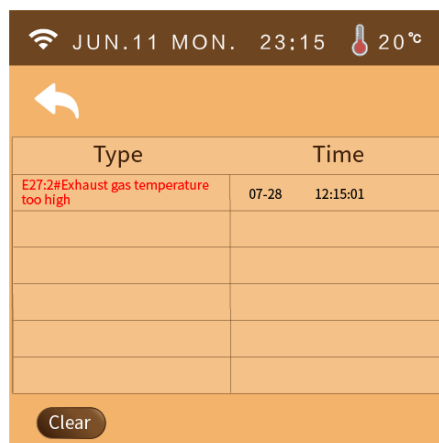 JUN.11 MON. 23:15 20℃
Type Time
E27:2#Exhaust gas temperature
too high
07-28 12:15:01
Clear